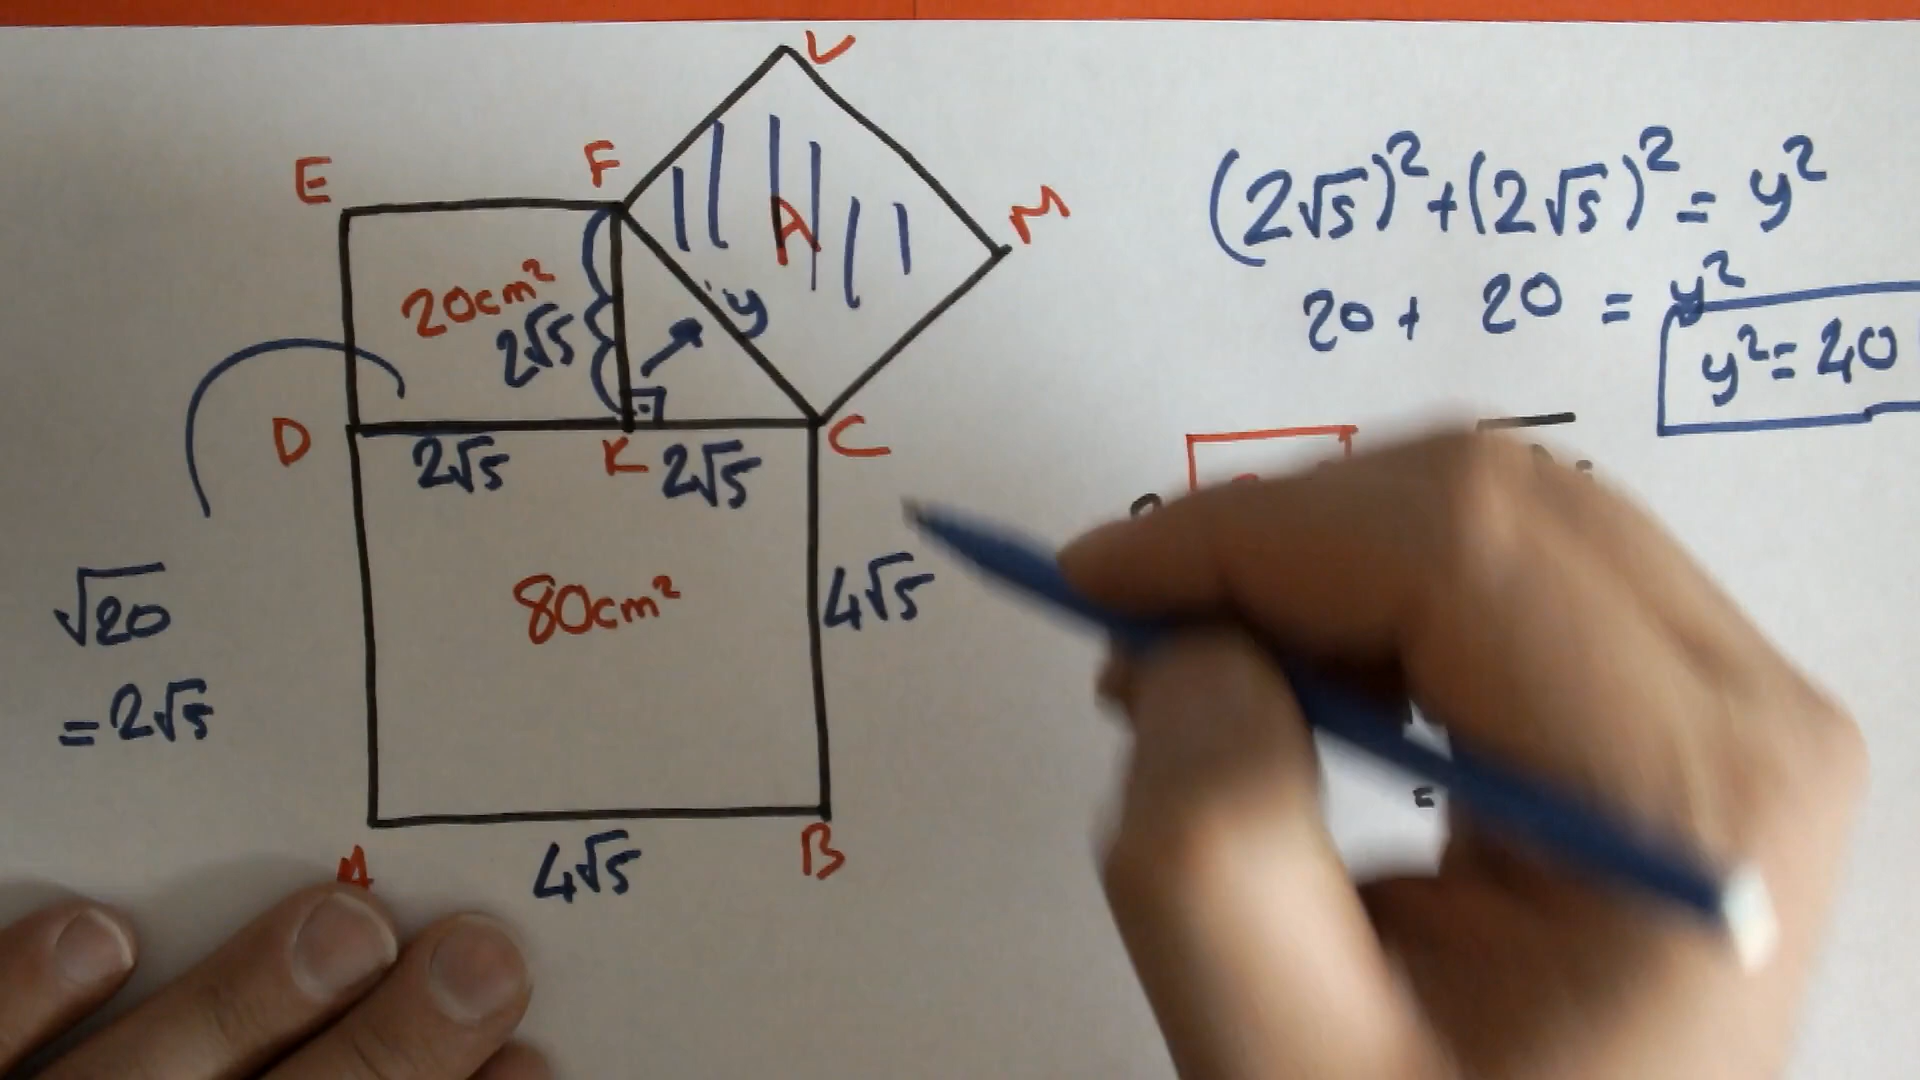 L
E
F
M
A
20cm²
2√5
y
D
2√5
K
2√5
C
80cm²
4√5
√20
= 2√5
A
4√5
B
(2√5)² + (2√5)² = y²
20 + 20 = y²
y² = 40
=